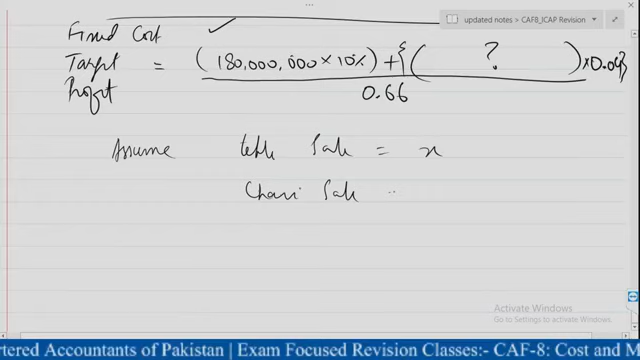 updated notes > CAF8_ICAP Revision
Fixed Cost
Target = (180,000,000 × 10%) + {( ? ) × 0.04}
Profit
0.66
Assume table Sale = x
Chair Sale -
Activate Windows
Go to Settings to activate Windows.
rtered Accountants of Pakistan | Exam Focused Revision Classes:- CAF-8: Cost and M